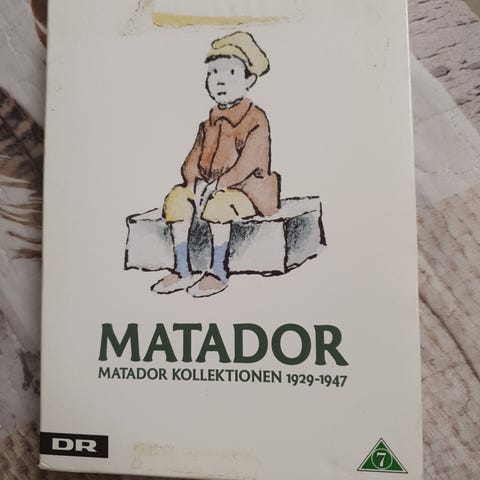 MATADOR
MATADOR KOLLEKTIONEN 1929-1947
DR
7